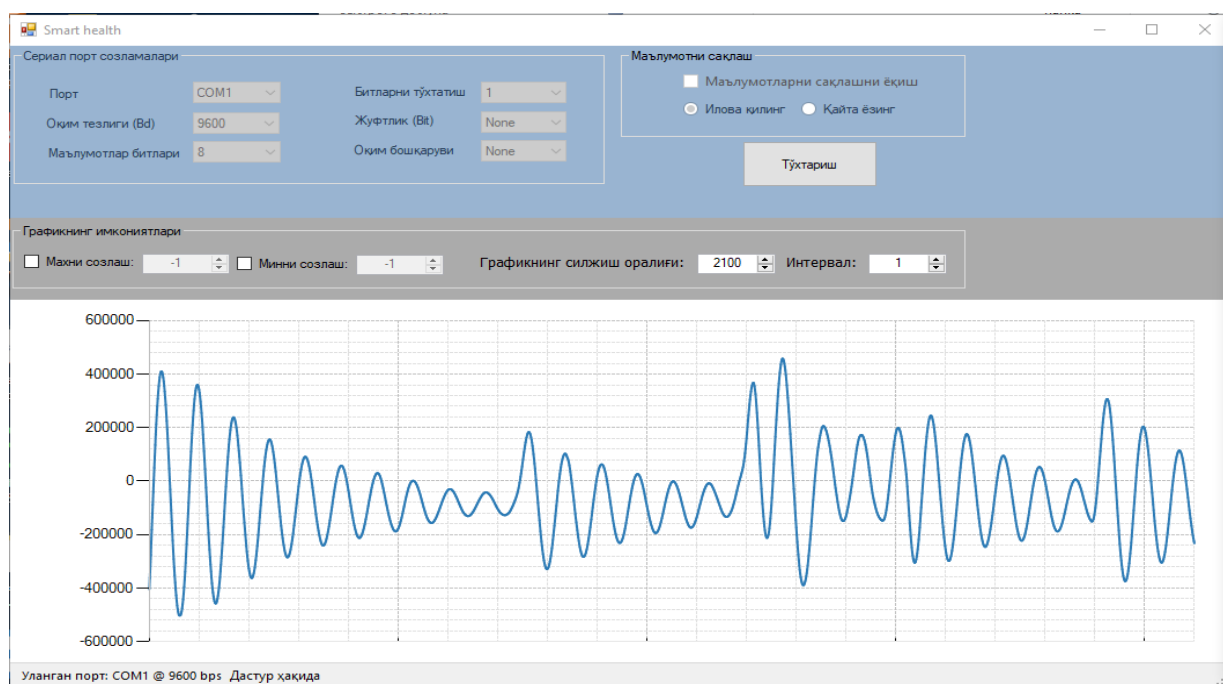 Smart health
Сериал порт созламалари
Порт COM1
Оқим тезлиги (Bd) 9600
Маълумотлар битлари 8
Битларни тўхтатиш 1
Жуфтлик (Bit) None
Оқим бошқаруви None
Маълумотни сақлаш
Маълумотларни сақлашни ёқиш
Илова қилинг Қайта ёзинг
Тўхтариш
Графикнинг имкониятлари
Махни созлаш: -1 Минни созлаш: -1 Графикнинг силжиш оралиғи: 2100 Интервал: 1
600000
400000
200000
0
-200000
-400000
-600000
Уланган порт: COM1 @ 9600 bps Дастур ҳақида